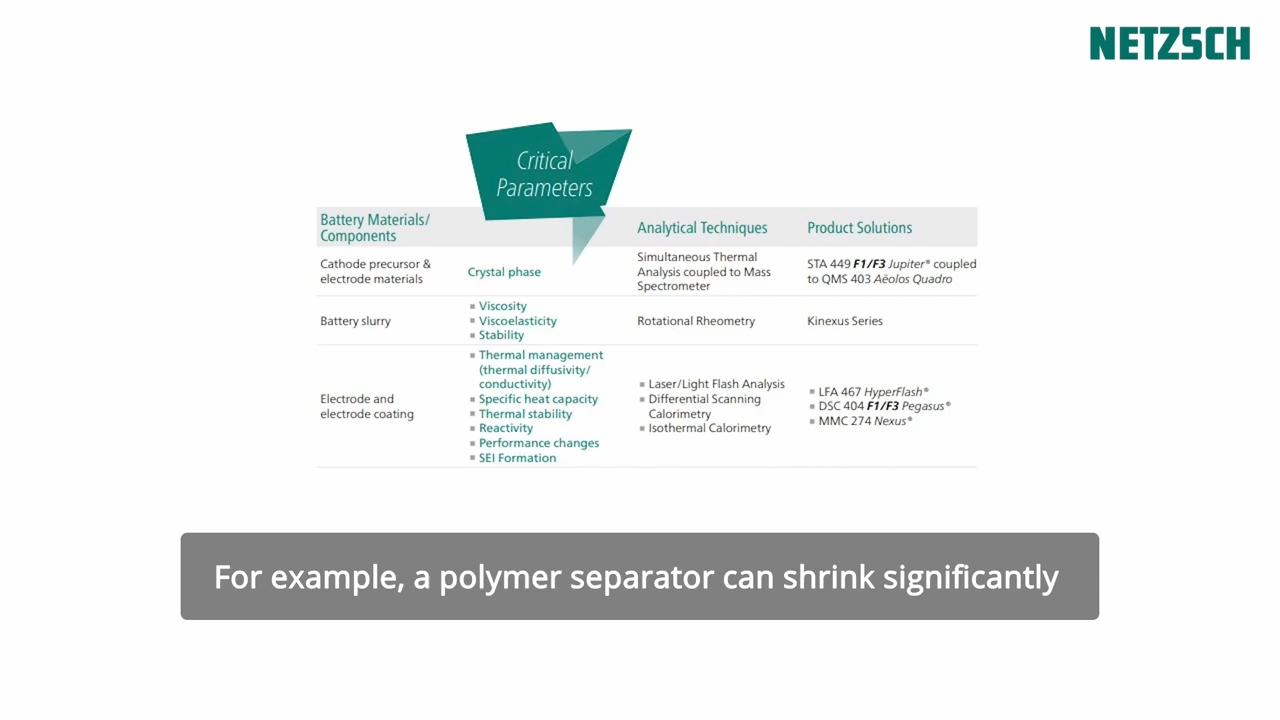 NETZSCH
Critical
Parameters
Battery Materials/
Components
Analytical Techniques
Product Solutions
Cathode precursor &
electrode materials
Crystal phase
Simultaneous Thermal
Analysis coupled to Mass
Spectrometer
STA 449 F1/F3 Jupiter® coupled
to QMS 403 Aëolos Quadro
Battery slurry
▪ Viscosity
▪ Viscoelasticity
▪ Stability
Rotational Rheometry
Kinexus Series
Electrode and
electrode coating
▪ Thermal management
(thermal diffusivity/
conductivity)
▪ Specific heat capacity
▪ Thermal stability
▪ Reactivity
▪ Performance changes
▪ SEI Formation
▪ Laser/Light Flash Analysis
▪ Differential Scanning
Calorimetry
▪ Isothermal Calorimetry
▪ LFA 467 HyperFlash®
▪ DSC 404 F1/F3 Pegasus®
▪ MMC 274 Nexus®
For example, a polymer separator can shrink significantly